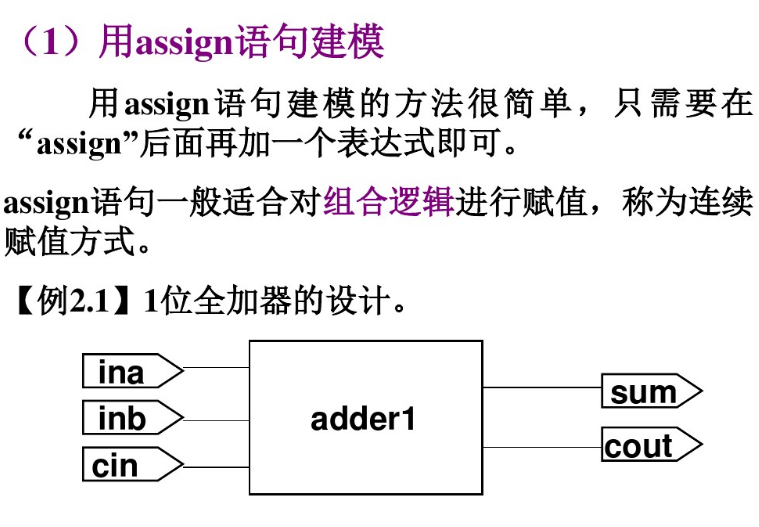 （1）用assign语句建模
用assign语句建模的方法很简单，只需要在
“assign”后面再加一个表达式即可。
assign语句一般适合对组合逻辑进行赋值，称为连续
赋值方式。
【例2.1】1位全加器的设计。
ina
inb
cin
adder1
sum
cout